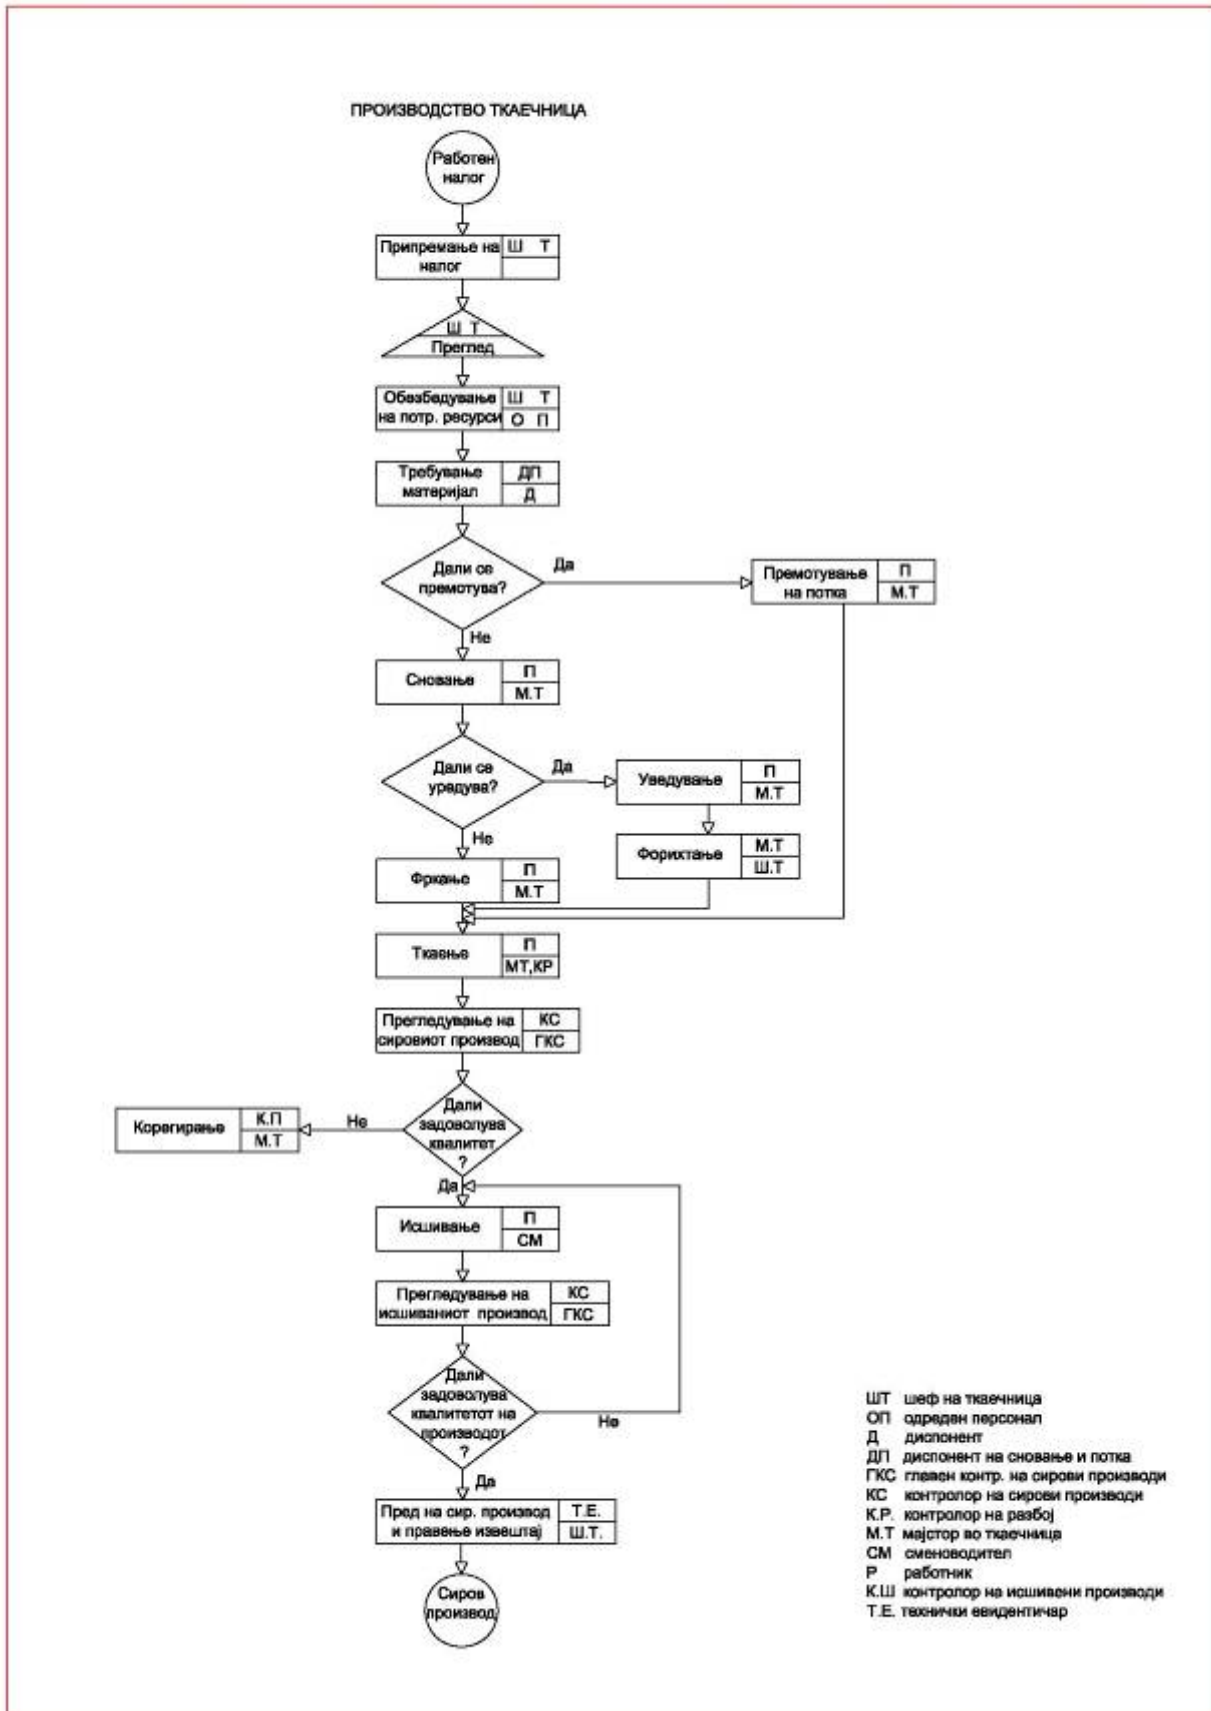 ПРОИЗВОДСТВО ТКАЕЧНИЦА
Работен
налог
Припремање на
налог
Ш Т
Ш Т
Преглед
Обезбедување
на потр. ресурси
Ш Т
О П
Требување
материјал
ДП
Д
Дали се
премотува?
Да
Премотување
на потка
П
М.Т
Не
Сновање
П
М.Т
Дали се
уредува?
Да
Уведување
П
М.Т
Не
Форихтање
М.Т
Ш.Т
Фркање
П
М.Т
Ткаење
П
МТ,КР
Прегледување на
сировиот производ
КС
ГКС
Дали
задоволува
квалитет
?
Не
Корегирање
К.П
М.Т
Да
Исшивање
П
СМ
Прегледување на
исшиваниот производ
КС
ГКС
Дали
задоволува
квалитетот на
производот
?
Не
Да
Пред на сир. производ
и правење извештај
Т.Е.
Ш.Т.
Сиров
производ
ШТ шеф на ткаечница
ОП одреден персонал
Д диспонент
ДП диспонент на сновање и потка
ГКС главен контр. на сирови производи
КС контролор на сирови производи
К.Р. контролор на разбој
М.Т мајстор во ткаечница
СМ сменоводител
Р работник
К.Ш контролор на исшивени производи
Т.Е. технички евидентичар